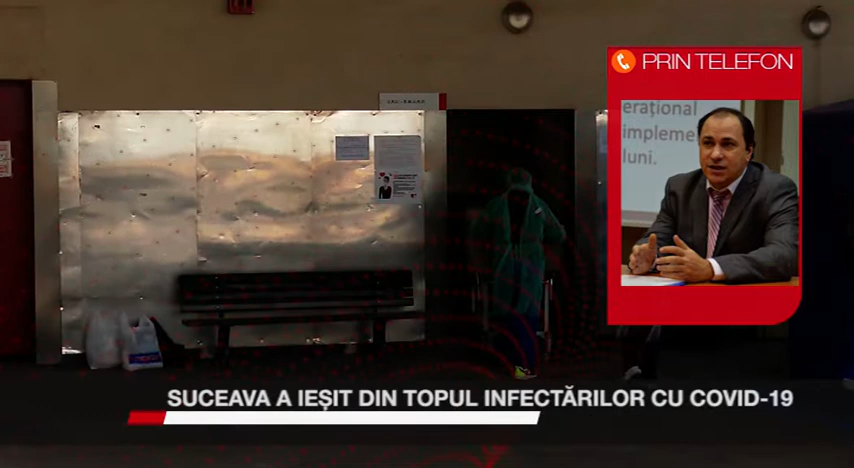 PRIN TELEFON
erațional
impleme
luni.
SUCEAVA A IEȘIT DIN TOPUL INFECTĂRILOR CU COVID-19